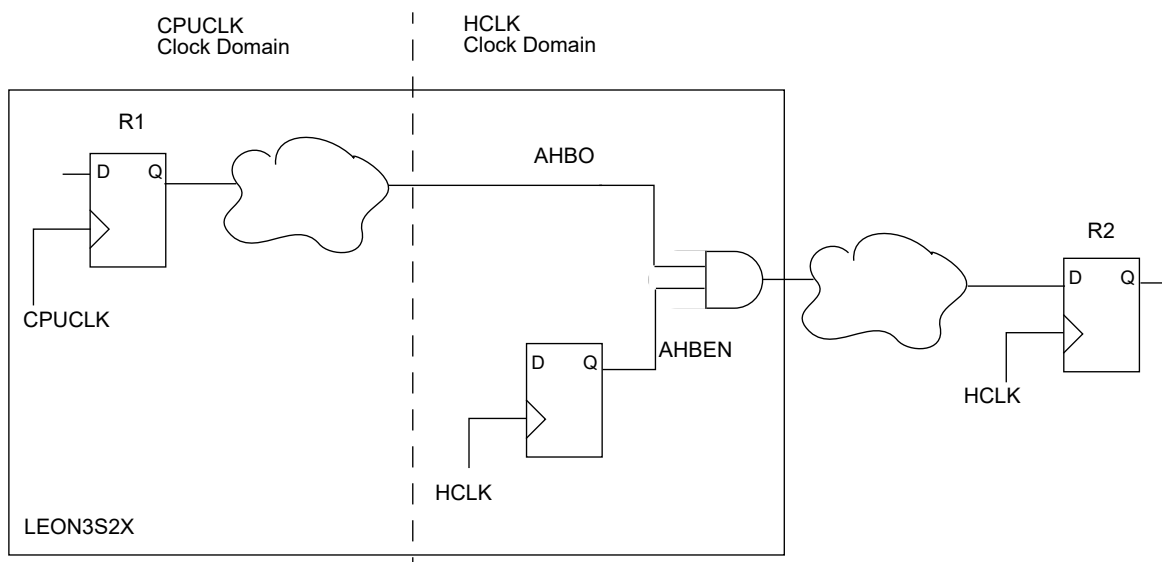 CPUCLK
Clock Domain
HCLK
Clock Domain
R1
D Q
CPUCLK
AHBO
R2
D Q
HCLK
AHBEN
D Q
HCLK
LEON3S2X